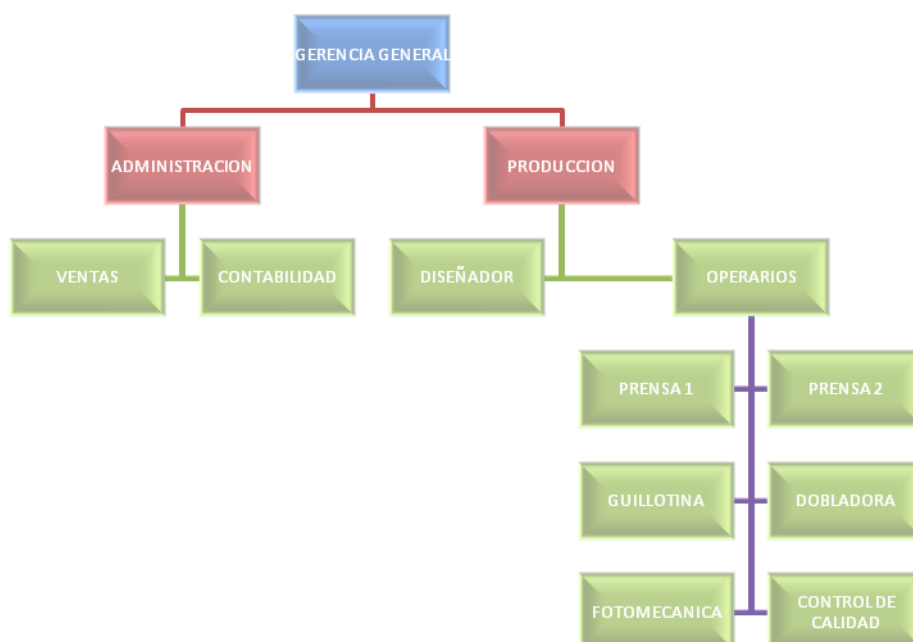 GERENCIA GENERAL
ADMINISTRACION
PRODUCCION
VENTAS
CONTABILIDAD
DISEÑADOR
OPERARIOS
PRENSA 1
PRENSA 2
GUILLOTINA
DOBLADORA
FOTOMECANICA
CONTROL DE
CALIDAD